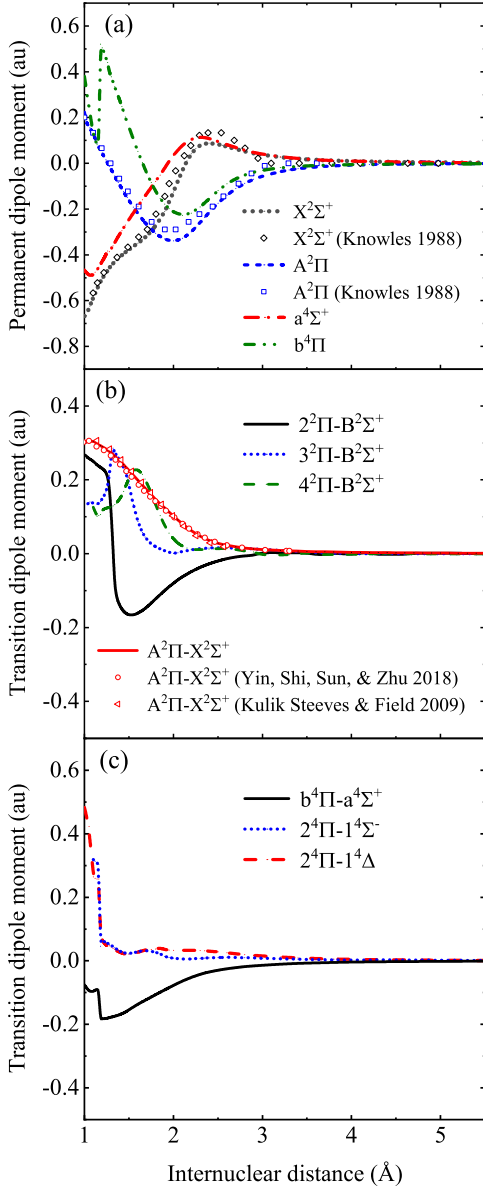 (a)
Permanent dipole moment (au)
0.6
0.4
0.2
0.0
-0.2
-0.4
-0.6
-0.8
X²Σ⁺
X²Σ⁺ (Knowles 1988)
A²Π
A²Π (Knowles 1988)
a⁴Σ⁺
b⁴Π
(b)
Transition dipole moment (au)
0.4
0.2
0.0
-0.2
-0.4
2²Π-B²Σ⁺
3²Π-B²Σ⁺
4²Π-B²Σ⁺
A²Π-X²Σ⁺
A²Π-X²Σ⁺ (Yin, Shi, Sun, & Zhu 2018)
A²Π-X²Σ⁺ (Kulik Steeves & Field 2009)
(c)
Transition dipole moment (au)
0.6
0.4
0.2
0.0
-0.2
-0.4
b⁴Π-a⁴Σ⁺
2⁴Π-1⁴Σ⁻
2⁴Π-1⁴Δ
1 2 3 4 5
Internuclear distance (Å)